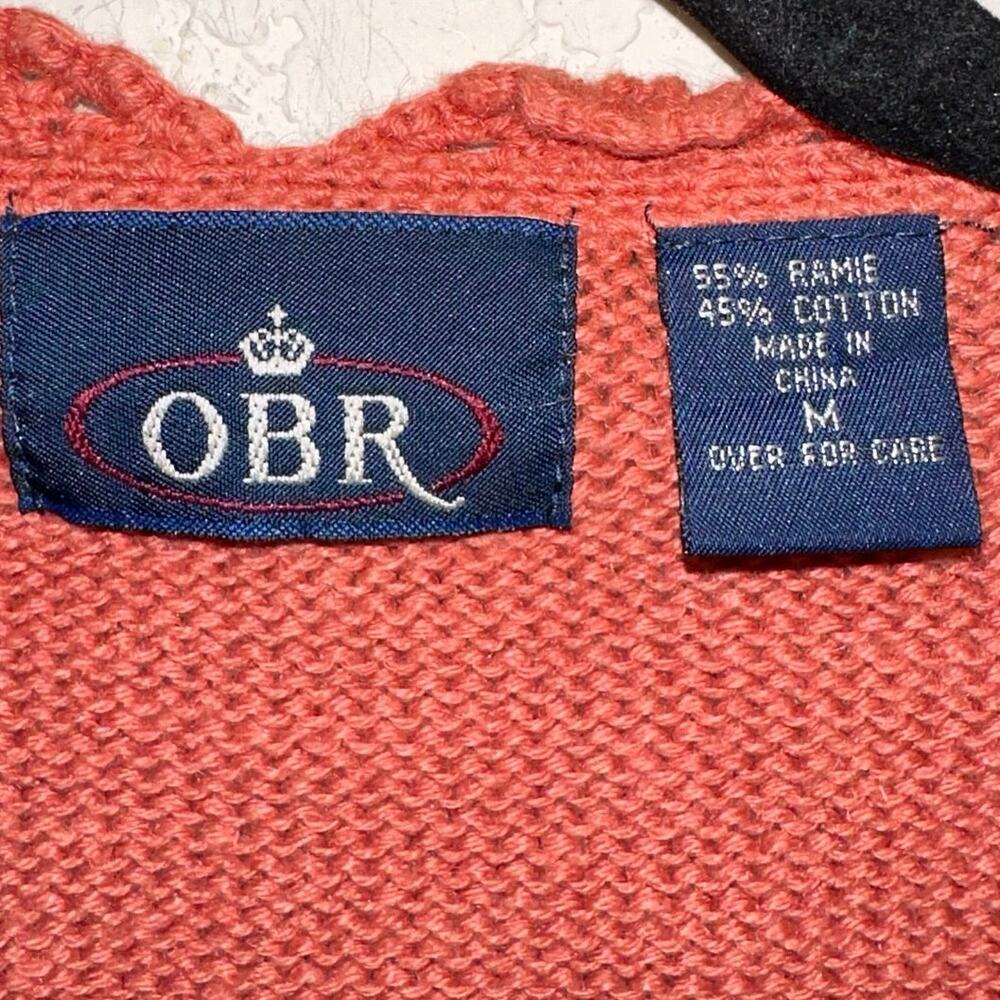 OBR
55% RAMIE
45% COTTON
MADE IN
CHINA
M
OVER FOR CARE